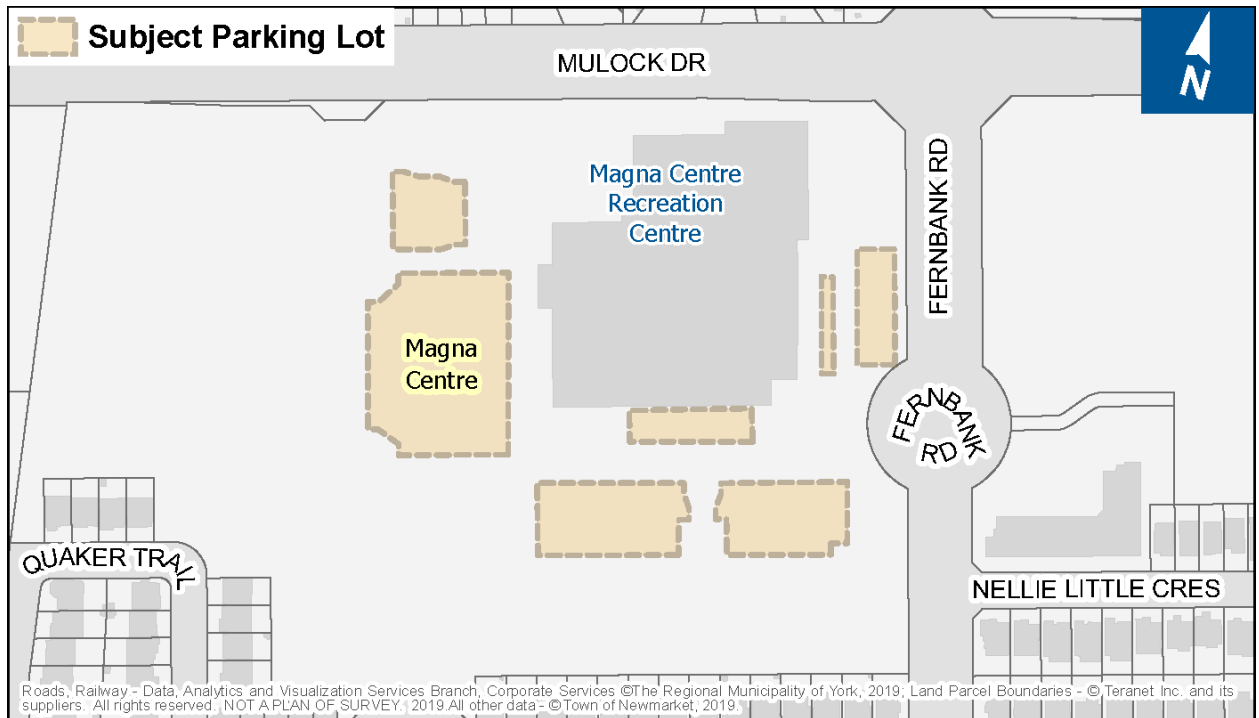 Subject Parking Lot
MULOCK DR
N
Magna Centre
Recreation
Centre
FERNBANK RD
Magna
Centre
FERNBANK
RD
QUAKER TRAIL
NELLIE LITTLE CRES
Roads, Railway - Data, Analytics and Visualization Services Branch, Corporate Services ©The Regional Municipality of York, 2019; Land Parcel Boundaries - © Teranet Inc. and its
suppliers. All rights reserved. NOT A PLAN OF SURVEY. 2019.All other data - © Town of Newmarket, 2019.